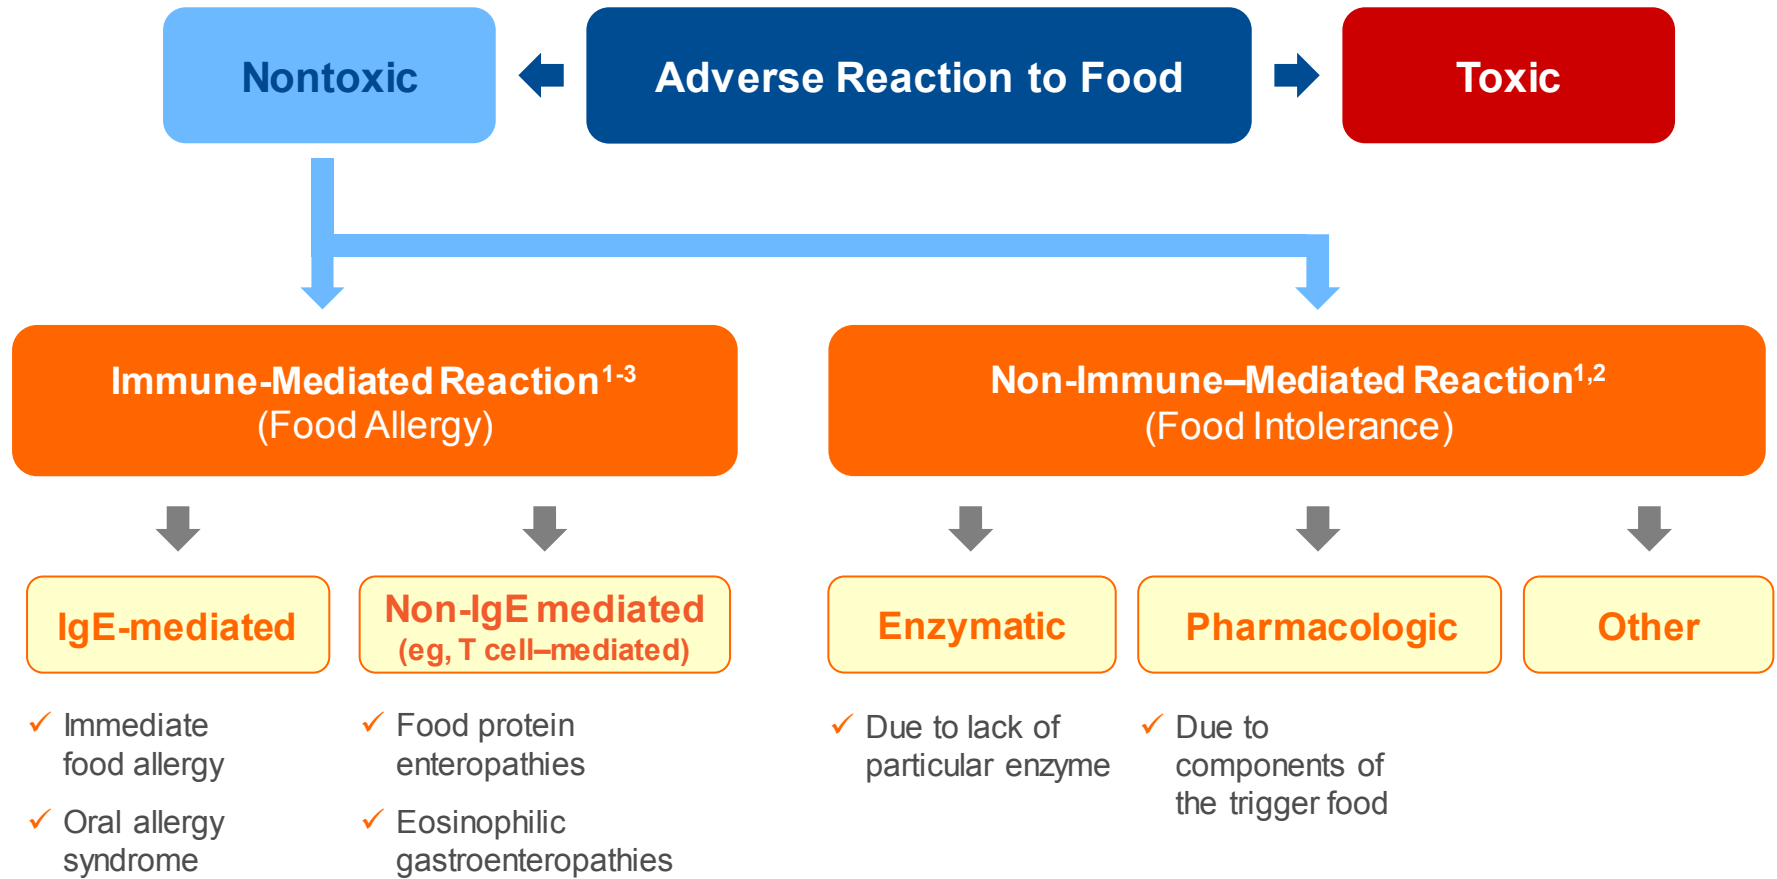 Nontoxic
Adverse Reaction to Food
Toxic
Immune-Mediated Reaction1-3
(Food Allergy)
Non-Immune–Mediated Reaction1,2
(Food Intolerance)
IgE-mediated
Non-IgE mediated
(eg, T cell–mediated)
Enzymatic
Pharmacologic
Other
✓ Immediate
food allergy
✓ Oral allergy
syndrome
✓ Food protein
enteropathies
✓ Eosinophilic
gastroenteropathies
✓ Due to lack of
particular enzyme
✓ Due to
components of
the trigger food